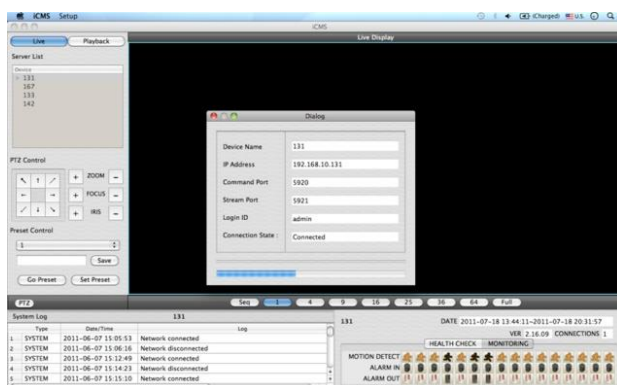 iCMS Setup
(Charged) U.S.
iCMS
Live Playback
Live Display
Server List
Device
131
167
133
142
PTZ Control
+ ZOOM -
+ FOCUS -
+ IRIS -
Preset Control
1
Save
Go Preset Set Preset
PTZ
Dialog
Device Name 131
IP Address 192.168.10.131
Command Port 5920
Stream Port 5921
Login ID admin
Connection State : Connected
Seq 1 4 9 16 25 36 64 Full
System Log 131
Type Date/Time Log
1 SYSTEM 2011-06-07 15:05:53 Network connected
2 SYSTEM 2011-06-07 15:06:16 Network disconnected
3 SYSTEM 2011-06-07 15:12:49 Network connected
4 SYSTEM 2011-06-07 15:14:23 Network disconnected
5 SYSTEM 2011-06-07 15:15:10 Network connected
131 DATE 2011-07-18 13:44:11~2011-07-18 20:31:57
VER 2.16.09 CONNECTIONS 1
HEALTH CHECK MONITORING
MOTION DETECT
ALARM IN
ALARM OUT